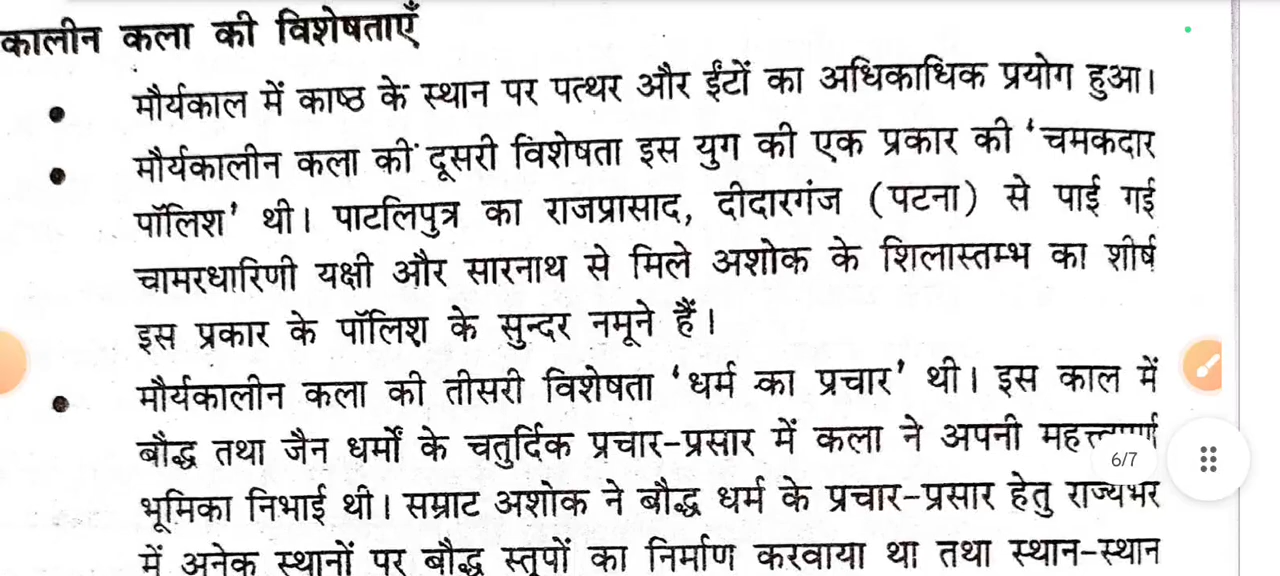 कालीन कला की विशेषताएँ
• मौर्यकाल में काष्ठ के स्थान पर पत्थर और ईंटों का अधिकाधिक प्रयोग हुआ।
• मौर्यकालीन कला की दूसरी विशेषता इस युग की एक प्रकार की ‘चमकदार
पॉलिश’ थी। पाटलिपुत्र का राजप्रासाद, दीदारगंज (पटना) से पाई गई
चामरधारिणी यक्षी और सारनाथ से मिले अशोक के शिलास्तम्भ का शीर्ष
इस प्रकार के पॉलिश के सुन्दर नमूने हैं।
• मौर्यकालीन कला की तीसरी विशेषता ‘धर्म का प्रचार’ थी। इस काल में
बौद्ध तथा जैन धर्मों के चतुर्दिक प्रचार-प्रसार में कला ने अपनी
6/7
भूमिका निभाई थी। सम्राट अशोक ने बौद्ध धर्म के प्रचार-प्रसार हेतु राज्यभर
में अनेक स्थानों पर बौद्ध स्तूपों का निर्माण करवाया था तथा स्थान-स्थान